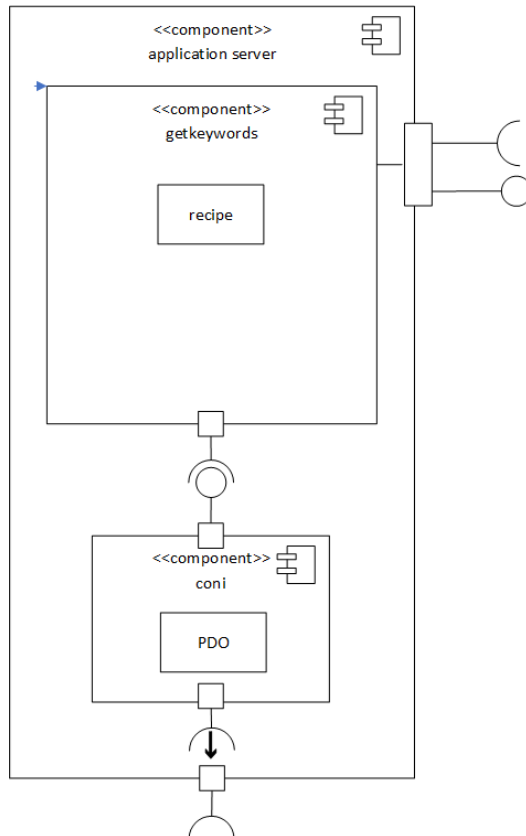 <<component>>
application server
<<component>>
getkeywords
recipe
<<component>>
coni
PDO